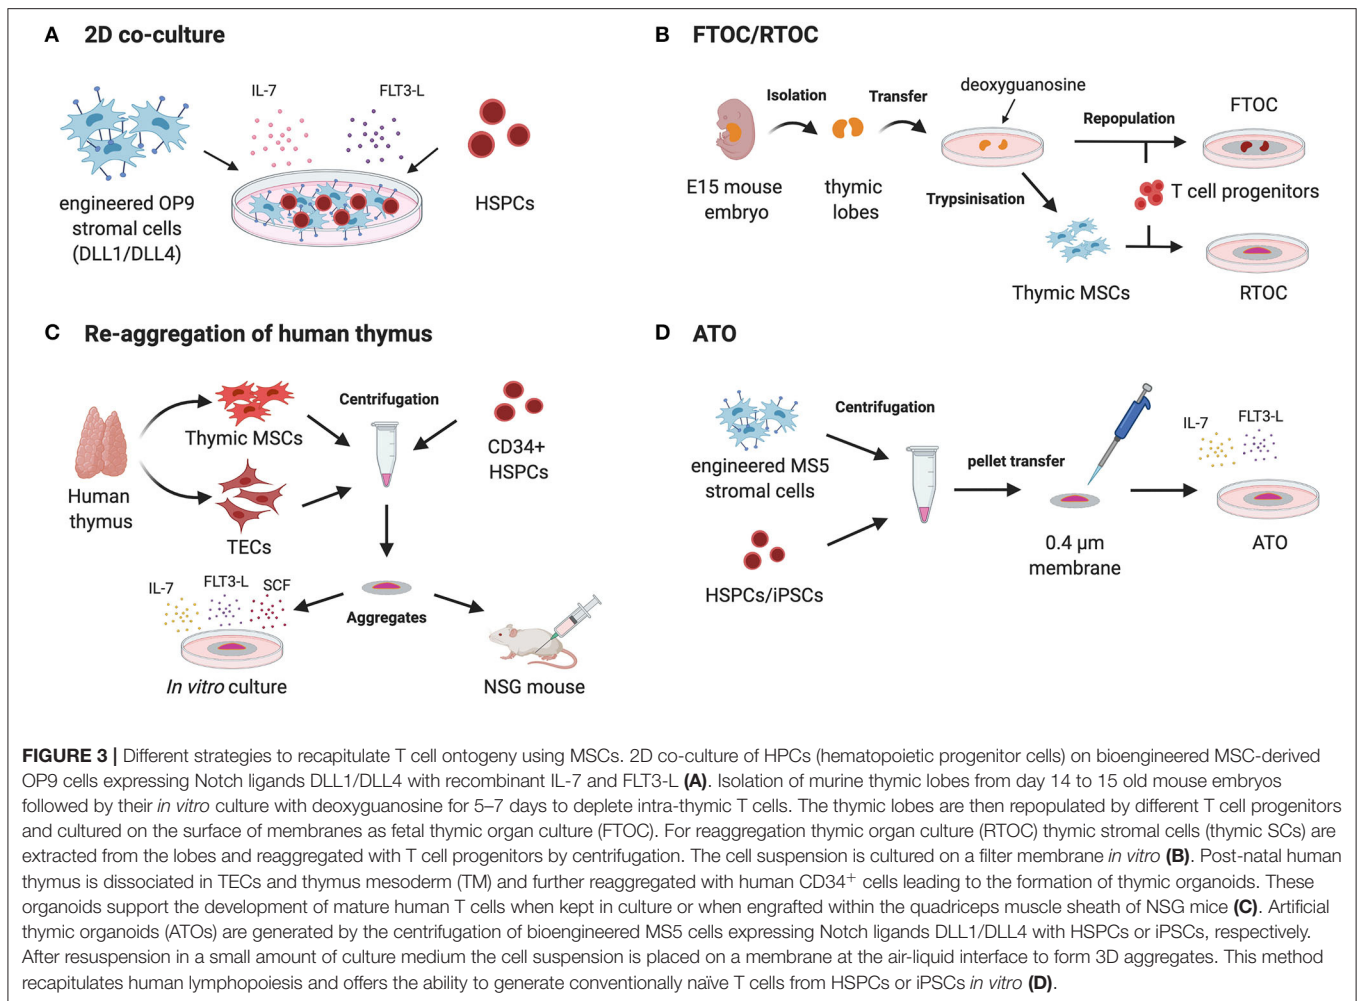 A 2D co-culture
IL-7
FLT3-L
engineered OP9
stromal cells
(DLL1/DLL4)
HSPCs
B FTOC/RTOC
Isolation
Transfer
deoxyguanosine
Repopulation
FTOC
E15 mouse
embryo
thymic
lobes
Trypsinisation
T cell progenitors
Thymic MSCs
RTOC
C Re-aggregation of human thymus
Human
thymus
Thymic MSCs
TECs
Centrifugation
CD34+
HSPCs
IL-7
FLT3-L
SCF
Aggregates
In vitro culture
NSG mouse
D ATO
engineered MS5
stromal cells
Centrifugation
HSPCs/iPSCs
pellet transfer
0.4 μm
membrane
IL-7
FLT3-L
ATO
FIGURE 3 | Different strategies to recapitulate T cell ontogeny using MSCs. 2D co-culture of HPCs (hematopoietic progenitor cells) on bioengineered MSC-derived
OP9 cells expressing Notch ligands DLL1/DLL4 with recombinant IL-7 and FLT3-L (A). Isolation of murine thymic lobes from day 14 to 15 old mouse embryos
followed by their in vitro culture with deoxyguanosine for 5–7 days to deplete intra-thymic T cells. The thymic lobes are then repopulated by different T cell progenitors
and cultured on the surface of membranes as fetal thymic organ culture (FTOC). For reaggregation thymic organ culture (RTOC) thymic stromal cells (thymic SCs) are
extracted from the lobes and reaggregated with T cell progenitors by centrifugation. The cell suspension is cultured on a filter membrane in vitro (B). Post-natal human
thymus is dissociated in TECs and thymus mesoderm (TM) and further reaggregated with human CD34+ cells leading to the formation of thymic organoids. These
organoids support the development of mature human T cells when kept in culture or when engrafted within the quadriceps muscle sheath of NSG mice (C). Artificial
thymic organoids (ATOs) are generated by the centrifugation of bioengineered MS5 cells expressing Notch ligands DLL1/DLL4 with HSPCs or iPSCs, respectively.
After resuspension in a small amount of culture medium the cell suspension is placed on a membrane at the air-liquid interface to form 3D aggregates. This method
recapitulates human lymphopoiesis and offers the ability to generate conventionally naïve T cells from HSPCs or iPSCs in vitro (D).